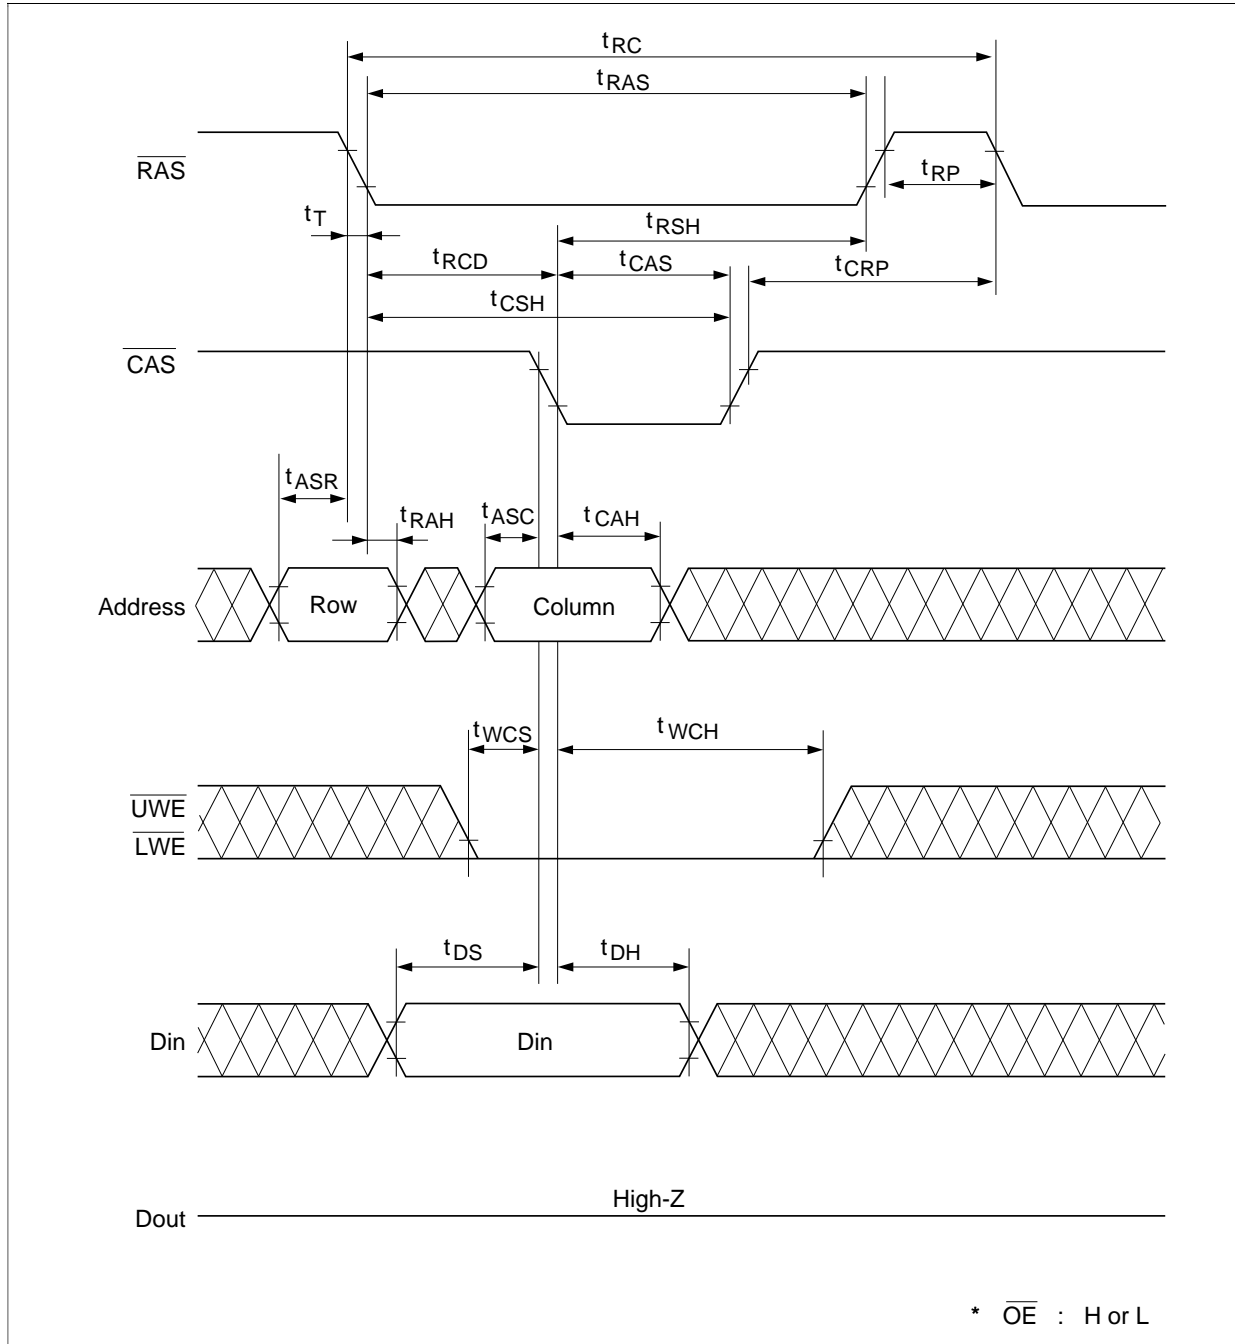 tRC
tRAS
RAS
tRP
tT
tRSH
tRCD
tCAS
tCRP
tCSH
CAS
tASR
tRAH
tASC
tCAH
Address
Row
Column
tWCS
tWCH
UWE
LWE
tDS
tDH
Din
Din
High-Z
Dout
* OE : H or L